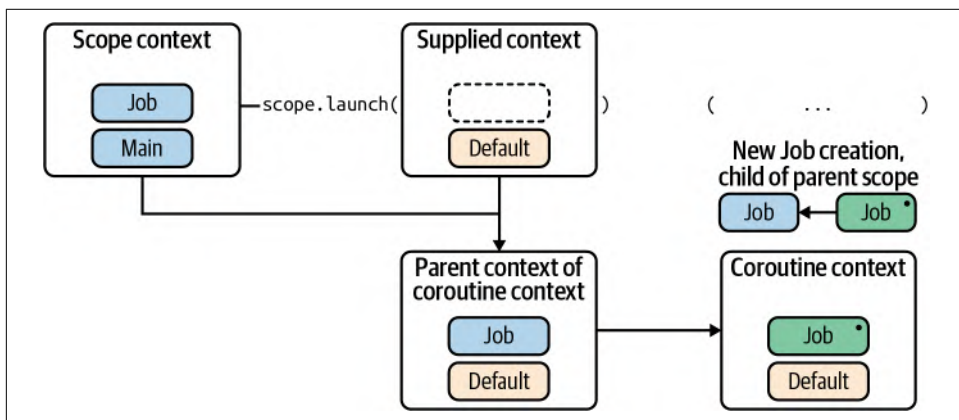 Scope context
Job
Main
scope.launch(
Supplied context
Default
)
( ... )
New Job creation,
child of parent scope
Job
Job
Parent context of
coroutine context
Job
Default
Coroutine context
Job
Default